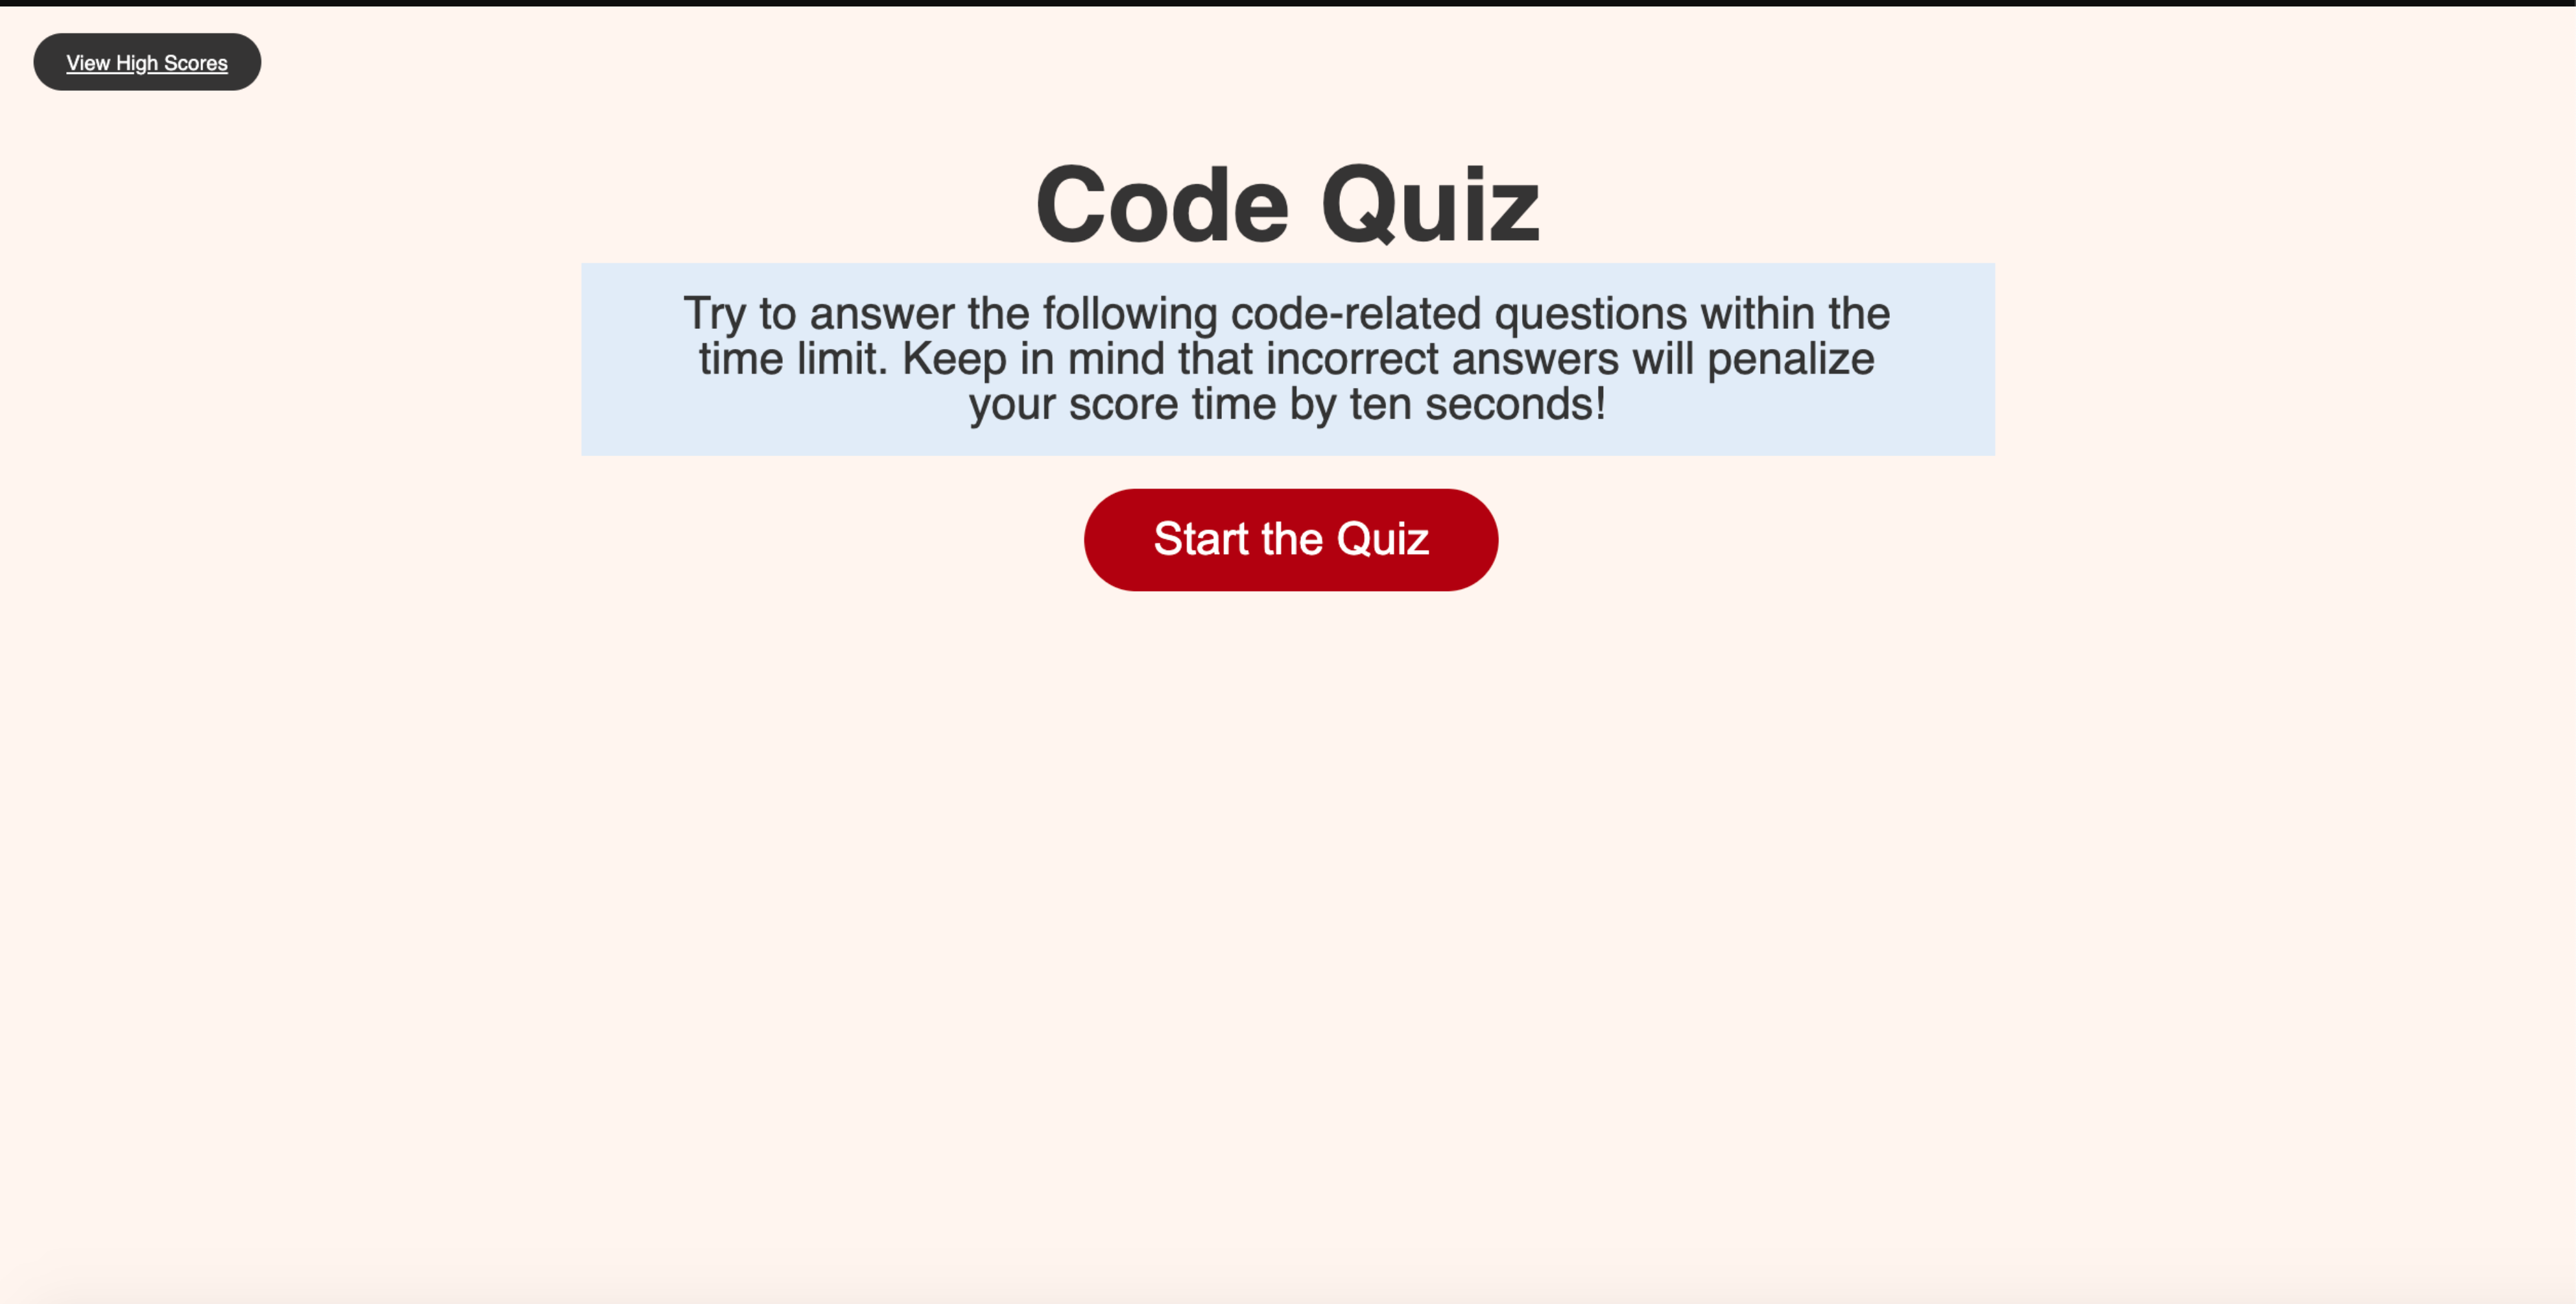 View High Scores
Code Quiz
Try to answer the following code-related questions within the
time limit. Keep in mind that incorrect answers will penalize
your score time by ten seconds!
Start the Quiz